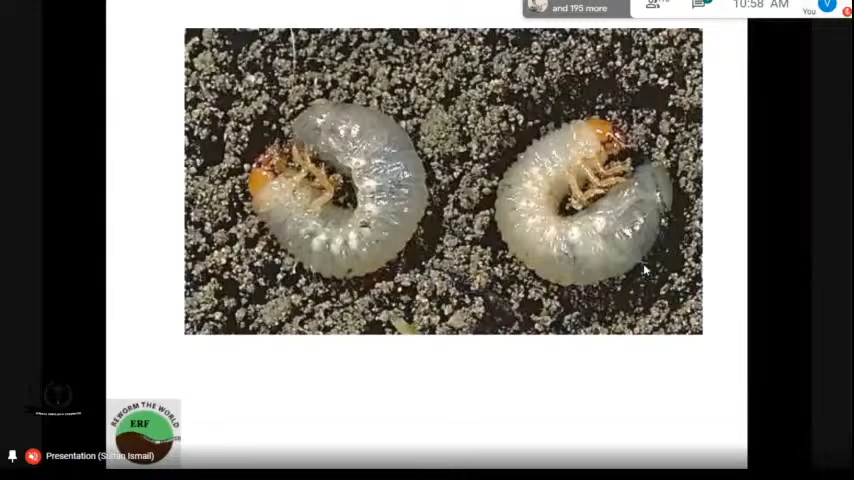 and 195 more
10:58 AM
You
V
REWORM THE WORLD
ERF
Presentation (Sultan Ismail)